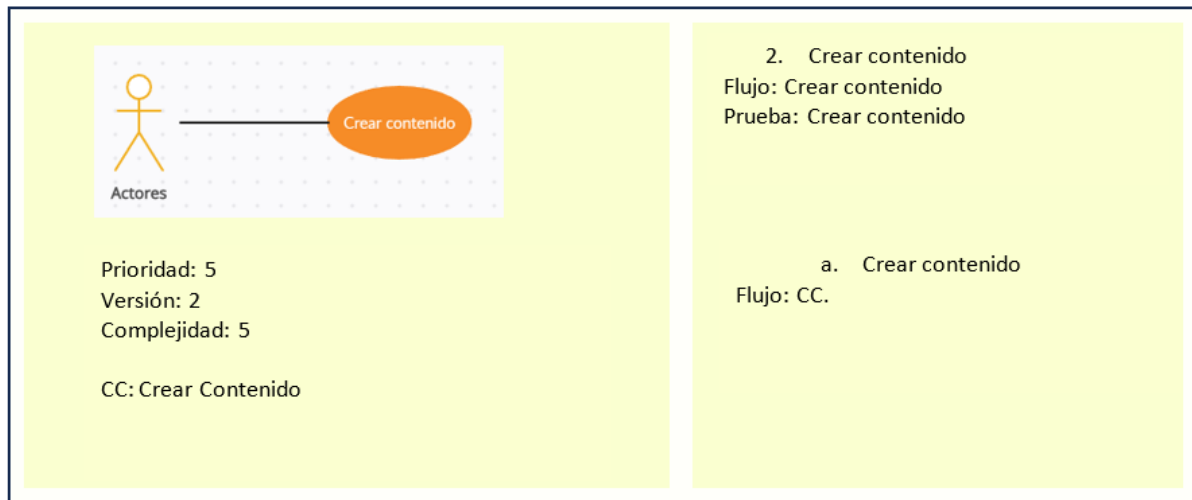 Crear contenido
Actores
Prioridad: 5
Versión: 2
Complejidad: 5
CC: Crear Contenido
2. Crear contenido
Flujo: Crear contenido
Prueba: Crear contenido
a. Crear contenido
Flujo: CC.